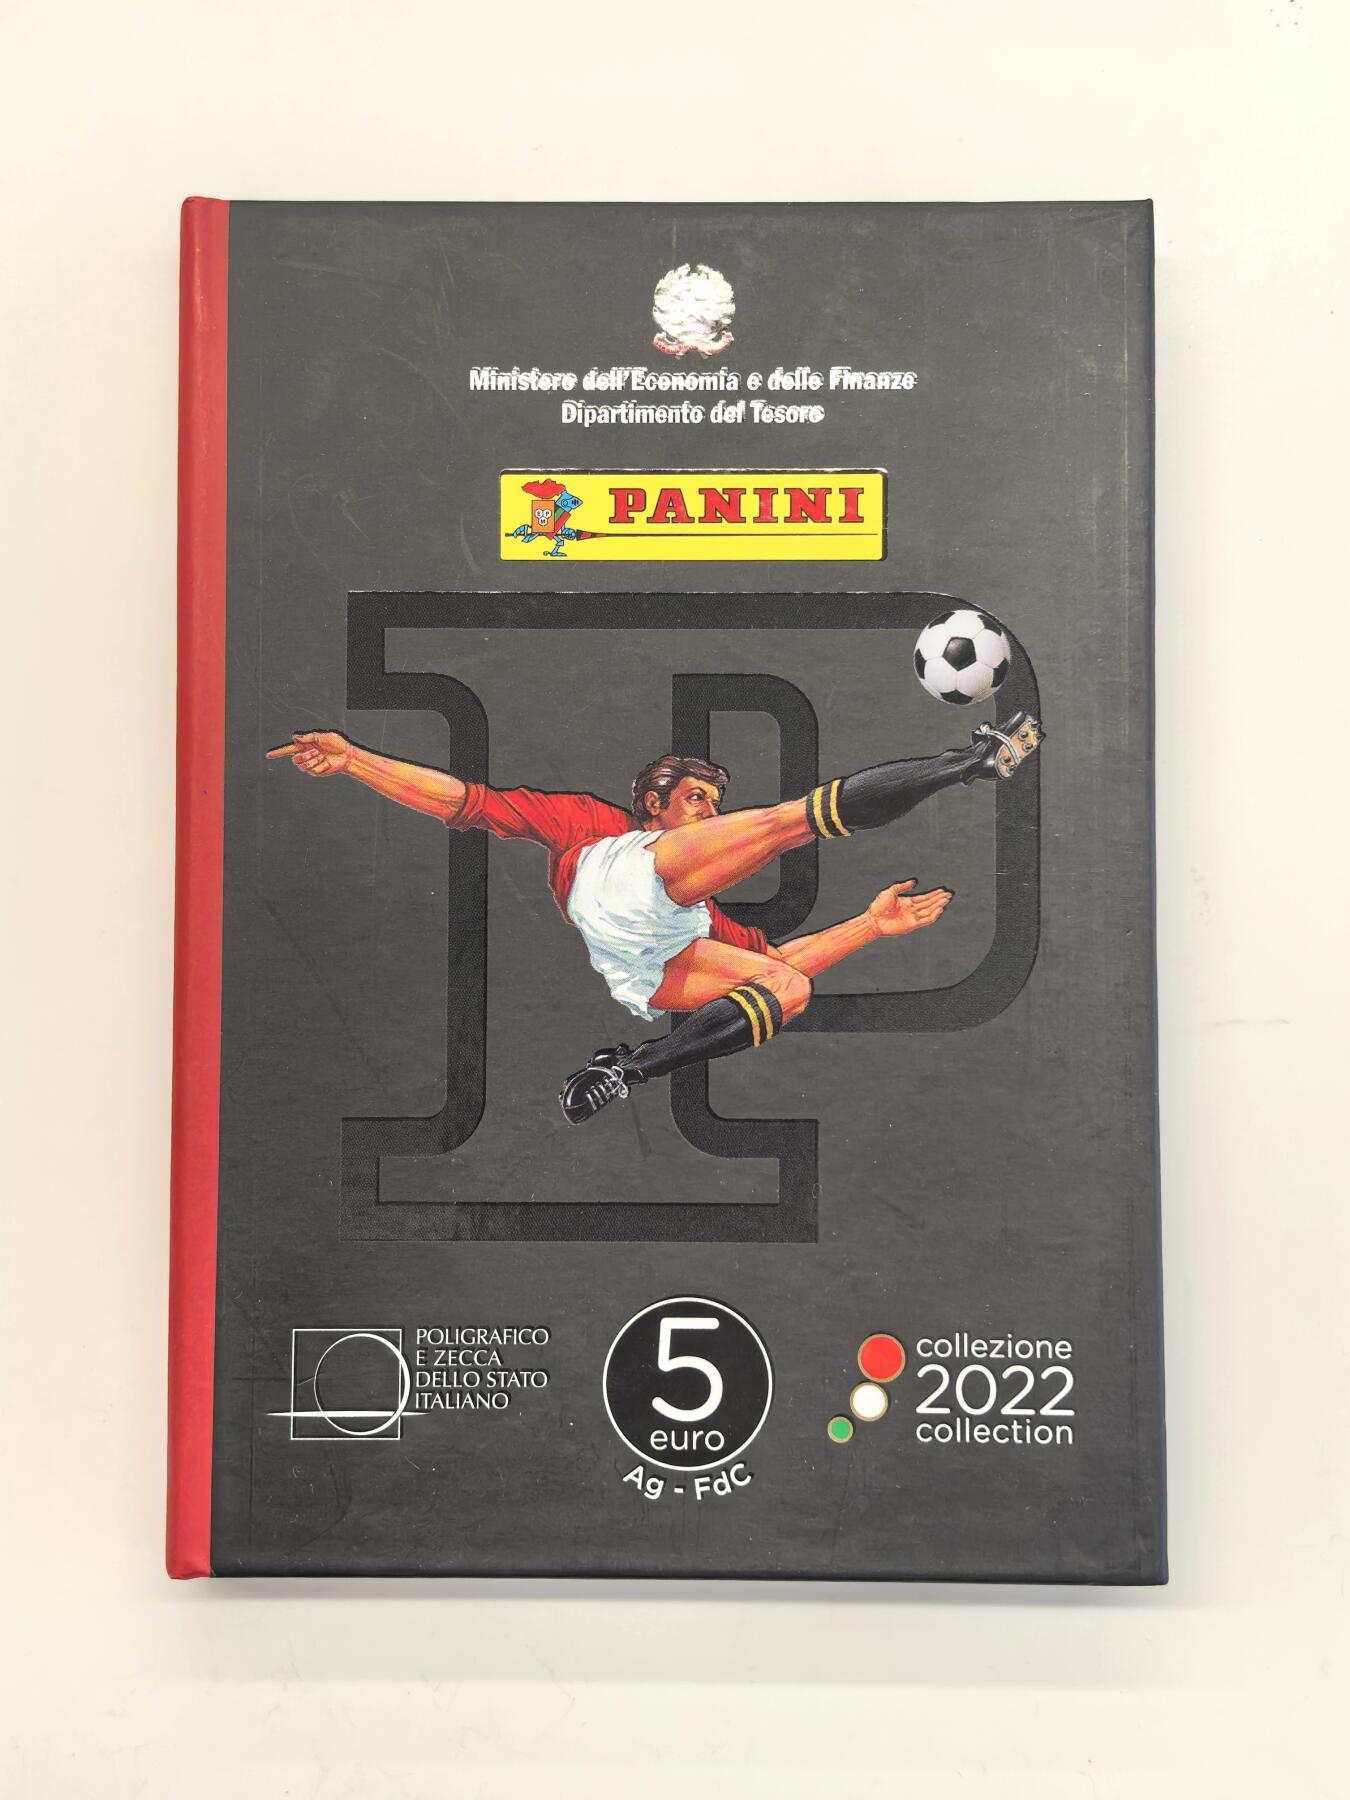 Ministero dell'Economia e delle Finanze
Dipartimento del Tesoro
PANINI
P
POLIGRAFICO
E ZECCA
DELLO STATO
ITALIANO
5
euro
Ag - FdC
collezione
2022
collection